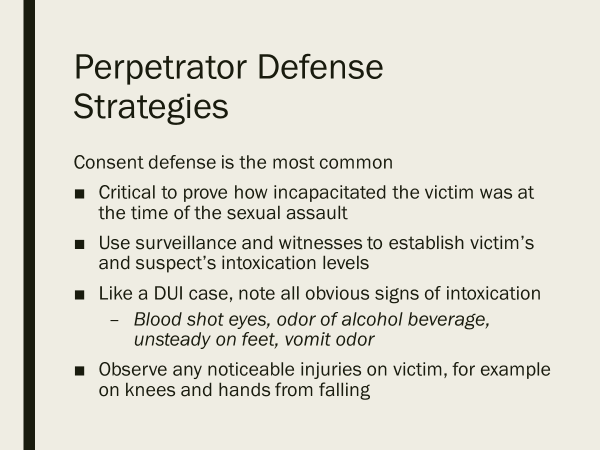 Perpetrator Defense
Strategies
Consent defense is the most common
■ Critical to prove how incapacitated the victim was at
the time of the sexual assault
■ Use surveillance and witnesses to establish victim’s
and suspect’s intoxication levels
■ Like a DUI case, note all obvious signs of intoxication
– Blood shot eyes, odor of alcohol beverage,
unsteady on feet, vomit odor
■ Observe any noticeable injuries on victim, for example
on knees and hands from falling